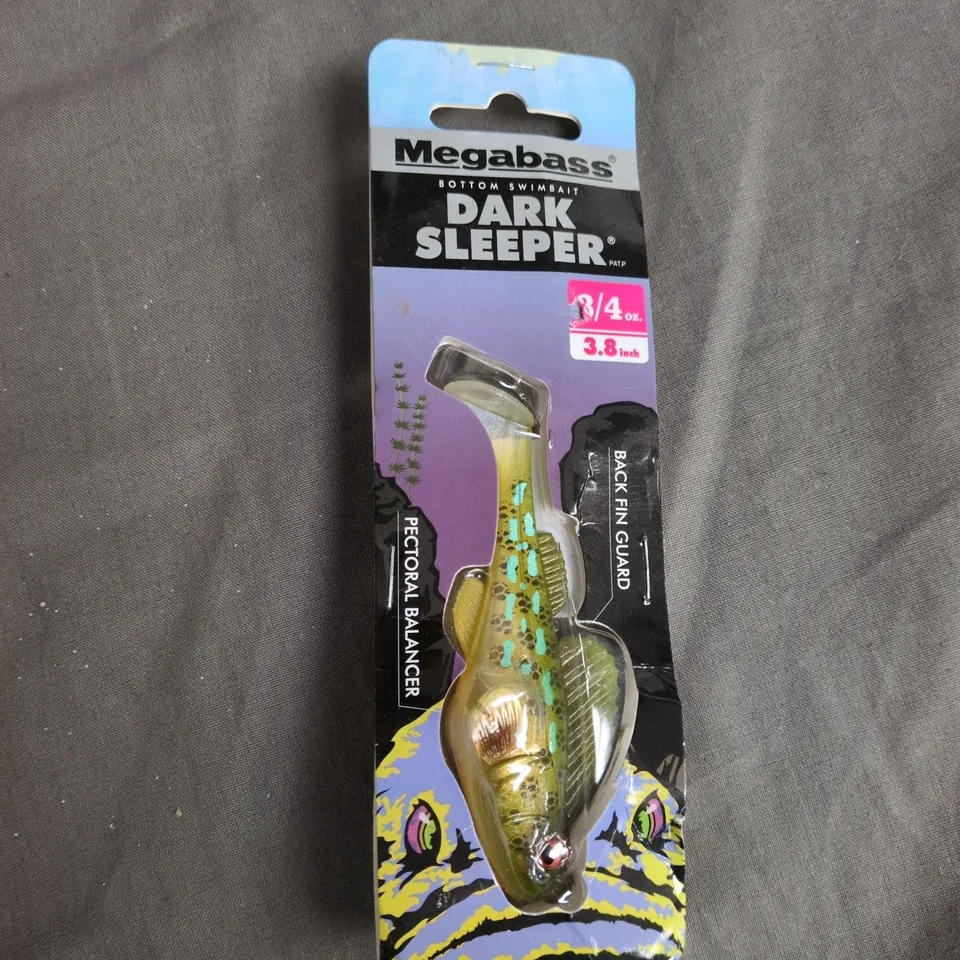 Megabass®
BOTTOM SWIMBAIT
DARK
SLEEPER®
PAT.P
3/4 oz.
3.8 inch
BACK FIN GUARD
PECTORAL BALANCER